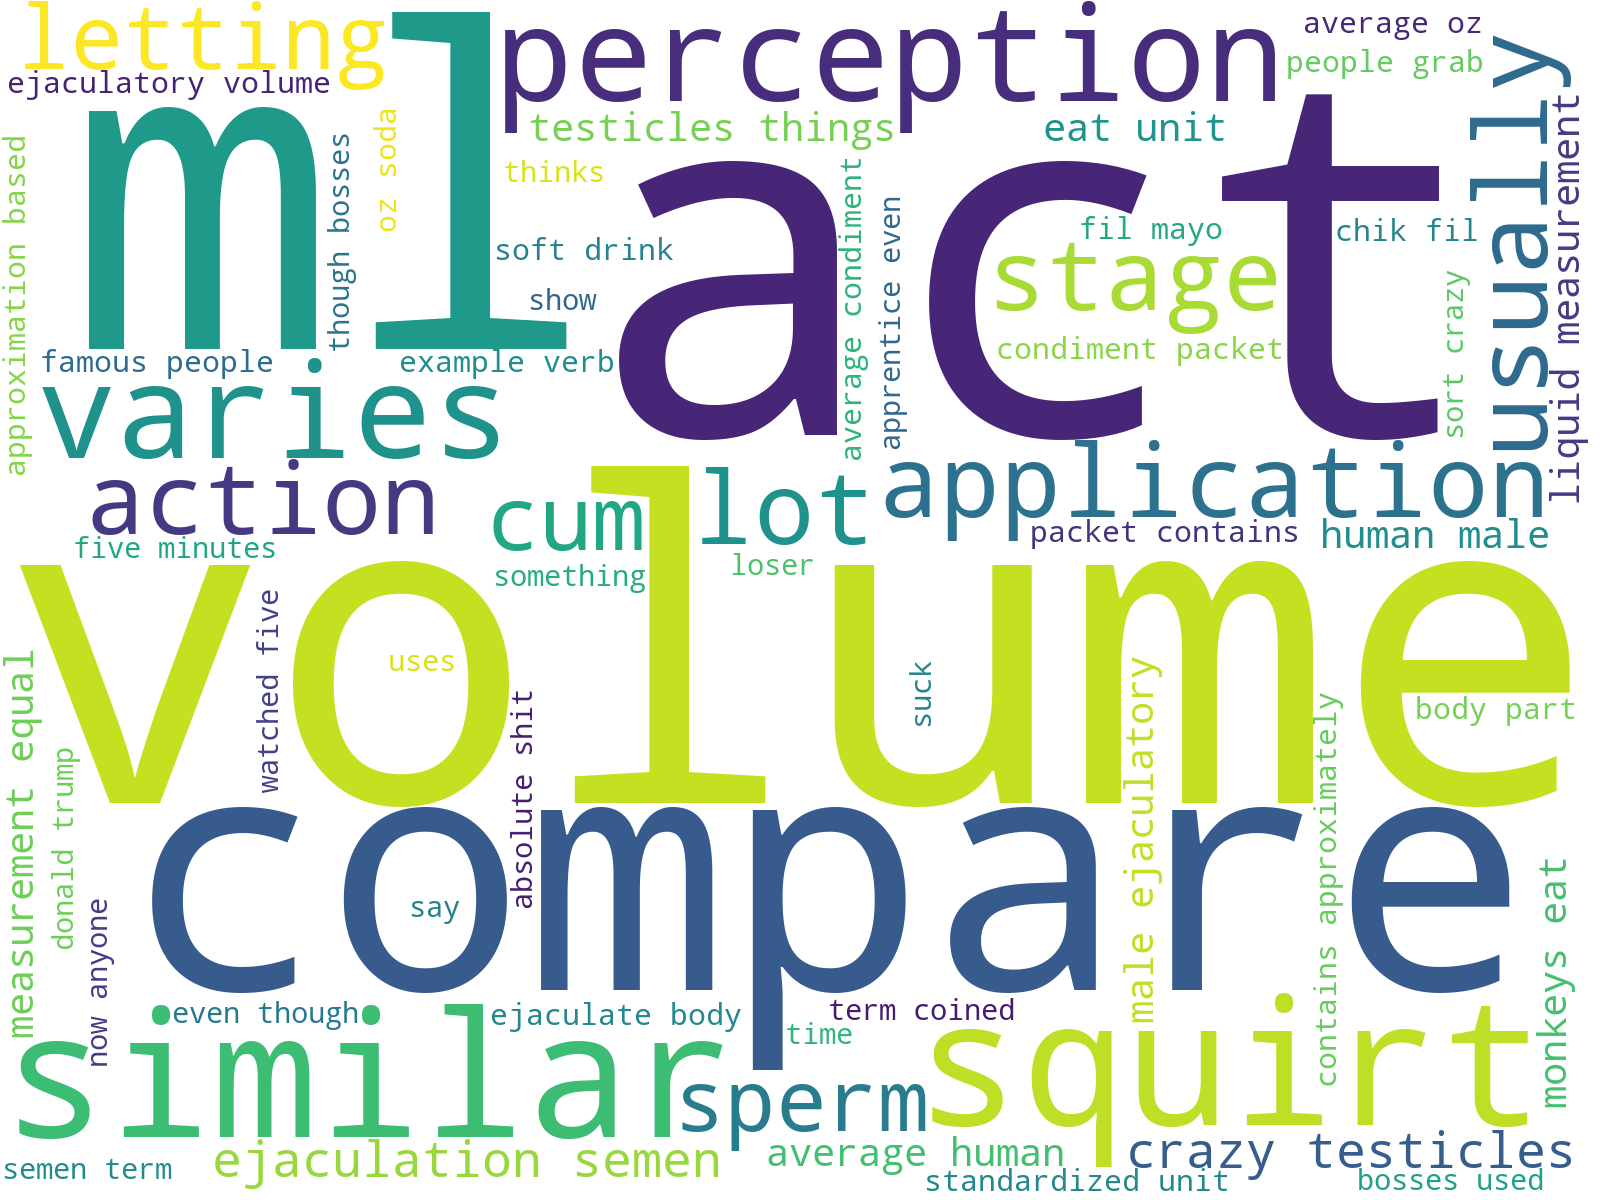 letting
perception
average oz
people grab
ejaculatory volume
ml
act
usually
liquid measurement
testicles things
eat unit
oz soda
though bosses
approximation based
thinks
average condiment
apprentice even
fil mayo
chik fil
soft drink
stage
sort crazy
show
condiment packet
famous people
example verb
varies
application
action
cum
lot
packet contains
human male
five minutes
something
loser
volume
watched five
uses
suck
male ejaculatory
contains approximately
body part
measurement equal
donald trump
absolute shit
compare
monkeys eat
say
now anyone
even though
ejaculate body
term coined
time
similar
squirt
sperm
ejaculation semen
average human
crazy testicles
semen term
standardized unit
bosses used